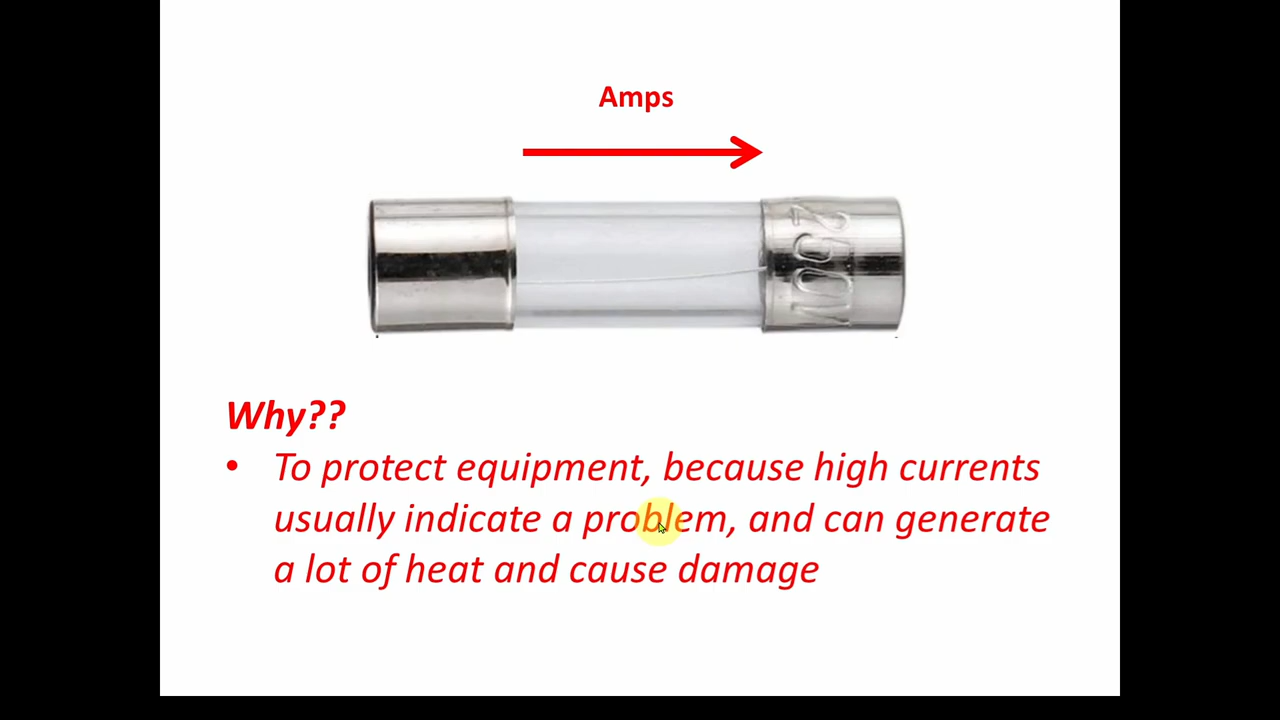 Amps
250V
Why??
• To protect equipment, because high currents
usually indicate a problem, and can generate
a lot of heat and cause damage